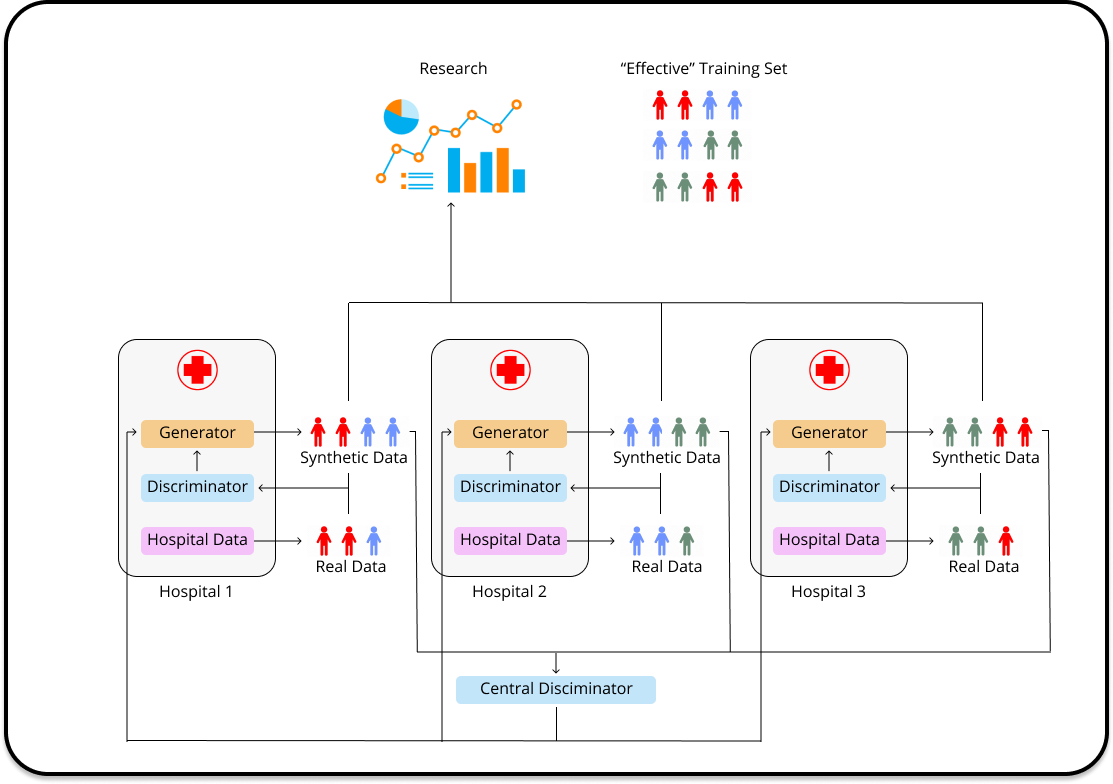 Research
“Effective” Training Set
Generator
Synthetic Data
Discriminator
Hospital Data
Real Data
Hospital 1
Generator
Synthetic Data
Discriminator
Hospital Data
Real Data
Hospital 2
Generator
Synthetic Data
Discriminator
Hospital Data
Real Data
Hospital 3
Central Disciminator